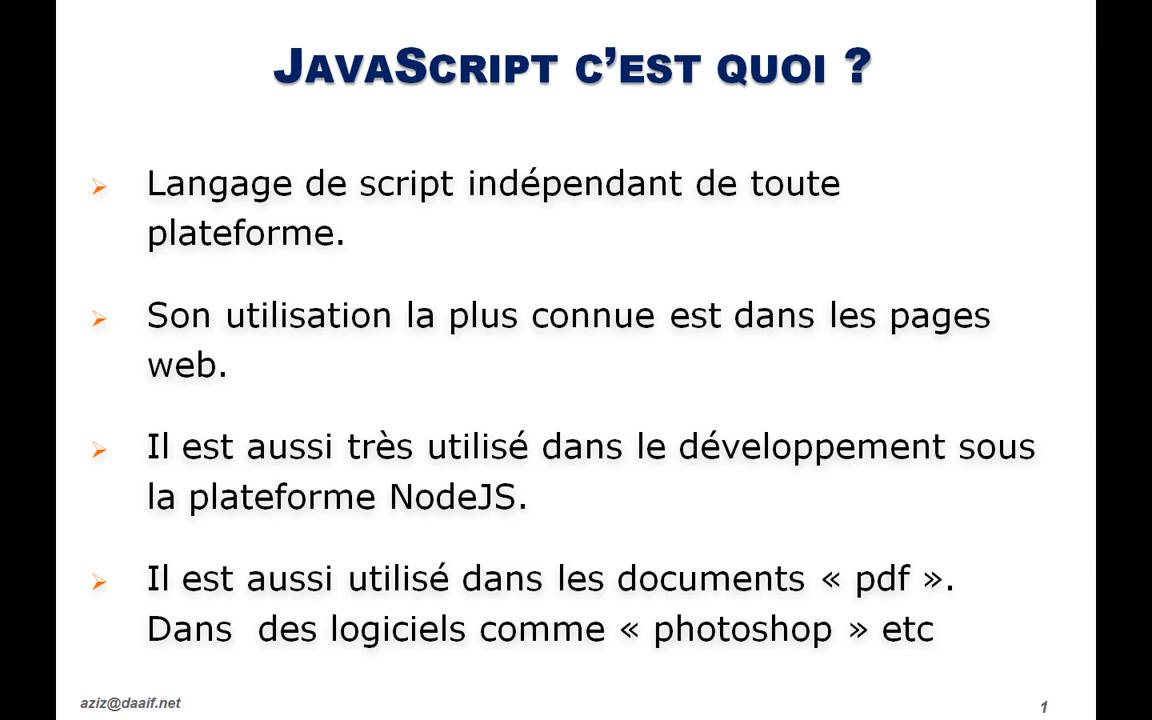 JAVASCRIPT C’EST QUOI ?
Langage de script indépendant de toute
plateforme.
Son utilisation la plus connue est dans les pages
web.
Il est aussi très utilisé dans le développement sous
la plateforme NodeJS.
Il est aussi utilisé dans les documents « pdf ».
Dans des logiciels comme « photoshop » etc
aziz@daaif.net
1